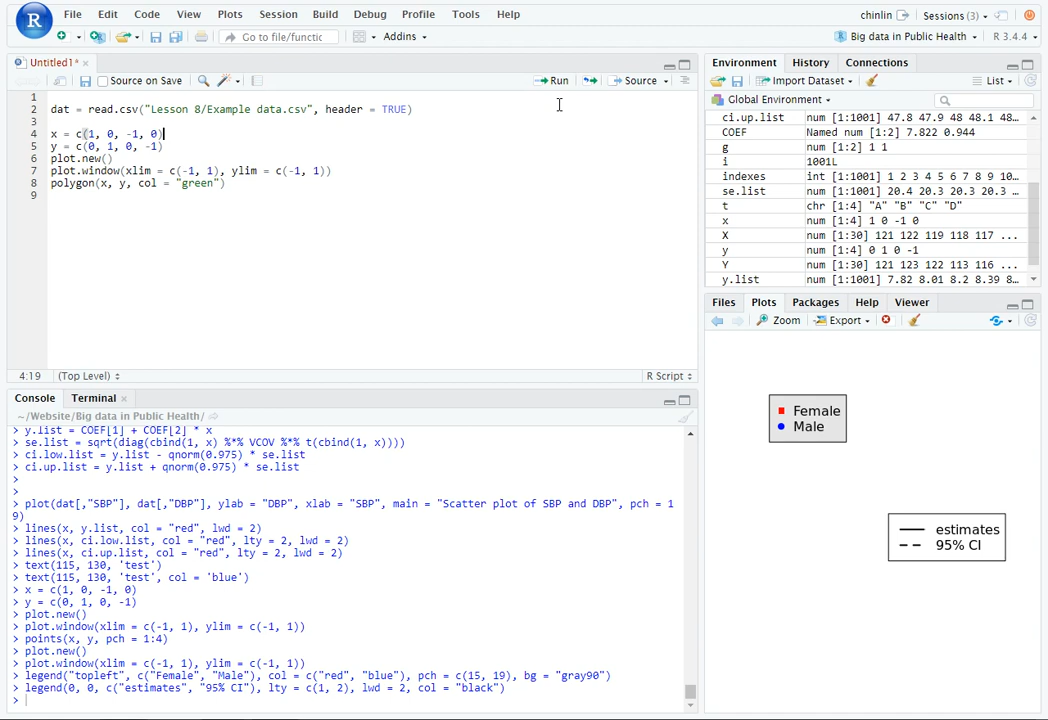 R
File Edit Code View Plots Session Build Debug Profile Tools Help
chinlin Sessions (3)
Go to file/functic Addins
Big data in Public Health R 3.4.4
Untitled1* ×
Source on Save Run Source
1
2 dat = read.csv("Lesson 8/Example data.csv", header = TRUE)
3
4 x = c(1, 0, -1, 0)
5 y = c(0, 1, 0, -1)
6 plot.new()
7 plot.window(xlim = c(-1, 1), ylim = c(-1, 1))
8 polygon(x, y, col = "green")
9
4:19 (Top Level) R Script
Console Terminal ×
~/Website/Big data in Public Health/
> y.list = COEF[1] + COEF[2] * x
> se.list = sqrt(diag(cbind(1, x) %*% VCOV %*% t(cbind(1, x))))
> ci.low.list = y.list - qnorm(0.975) * se.list
> ci.up.list = y.list + qnorm(0.975) * se.list
>
>
> plot(dat[,"SBP"], dat[,"DBP"], ylab = "DBP", xlab = "SBP", main = "Scatter plot of SBP and DBP", pch = 1
9)
> lines(x, y.list, col = "red", lwd = 2)
> lines(x, ci.low.list, col = "red", lty = 2, lwd = 2)
> lines(x, ci.up.list, col = "red", lty = 2, lwd = 2)
> text(115, 130, 'test')
> text(115, 130, 'test', col = 'blue')
> x = c(1, 0, -1, 0)
> y = c(0, 1, 0, -1)
> plot.new()
> plot.window(xlim = c(-1, 1), ylim = c(-1, 1))
> points(x, y, pch = 1:4)
> plot.new()
> plot.window(xlim = c(-1, 1), ylim = c(-1, 1))
> legend("topleft", c("Female", "Male"), col = c("red", "blue"), pch = c(15, 19), bg = "gray90")
> legend(0, 0, c("estimates", "95% CI"), lty = c(1, 2), lwd = 2, col = "black")
>
Environment History Connections
Import Dataset List
Global Environment
ci.up.list 47.8 47.9 48 48.1 48…
COEF Named num [1:2] 7.822 0.944
g num [1:2] 1 1
i 1001L
indexes int [1:1001] 1 2 3 4 5 6 7 8 9 10…
se.list num [1:1001] 20.4 20.3 20.3 20.3 …
t chr [1:4] "A" "B" "C" "D"
x num [1:4] 1 0 -1 0
X num [1:30] 121 122 119 118 117 ...
y num [1:4] 0 1 0 -1
Y num [1:30] 121 123 122 113 116 ...
y.list num [1:1001] 7.82 8.01 8.2 8.39 8…
Files Plots Packages Help Viewer
Zoom Export
Female
Male
estimates
95% CI